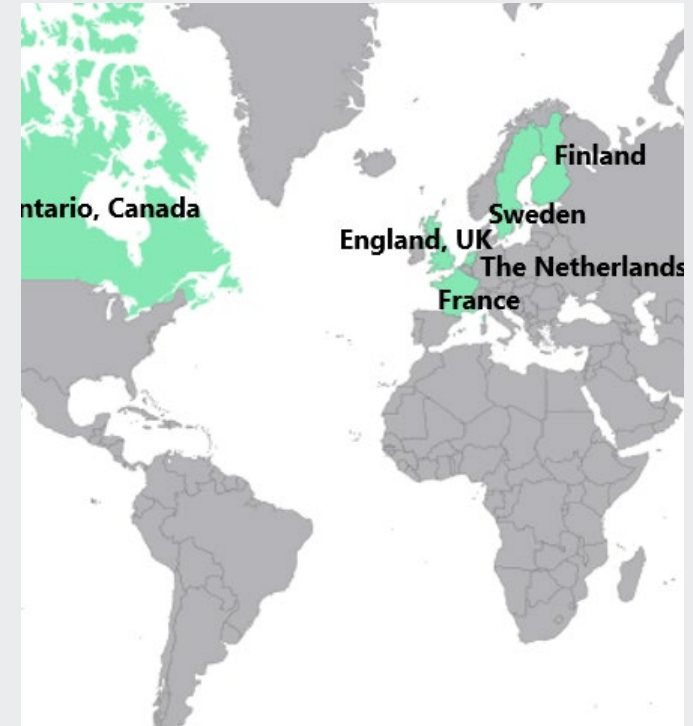 Finland
ntario, Canada
Sweden
England, UK
The Netherlands
France